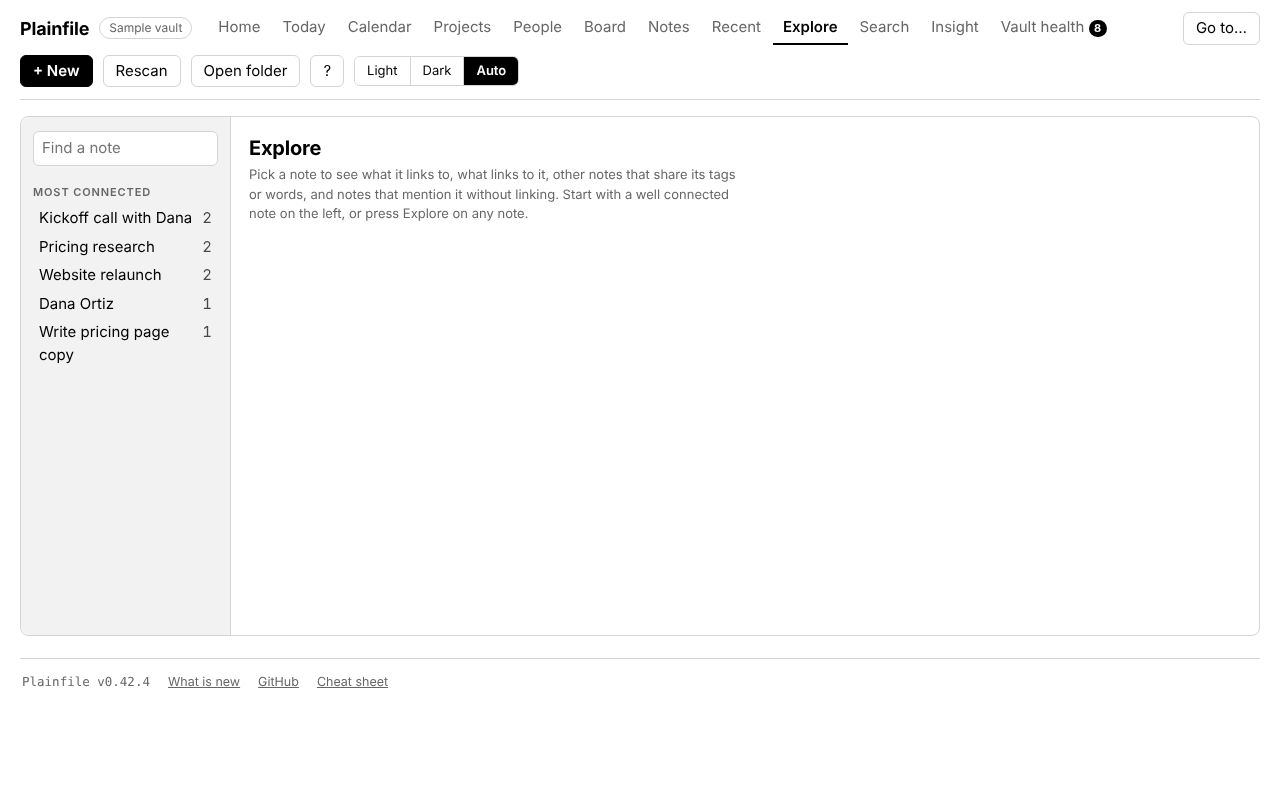 Plainfile Sample vault Home Today Calendar Projects People Board Notes Recent Explore Search Insight Vault health 8 Go to...
+ New Rescan Open folder ? Light Dark Auto
Find a note
MOST CONNECTED
Kickoff call with Dana 2
Pricing research 2
Website relaunch 2
Dana Ortiz 1
Write pricing page 1
copy
Explore
Pick a note to see what it links to, what links to it, other notes that share its tags
or words, and notes that mention it without linking. Start with a well connected
note on the left, or press Explore on any note.
Plainfile v0.42.4 What is new GitHub Cheat sheet